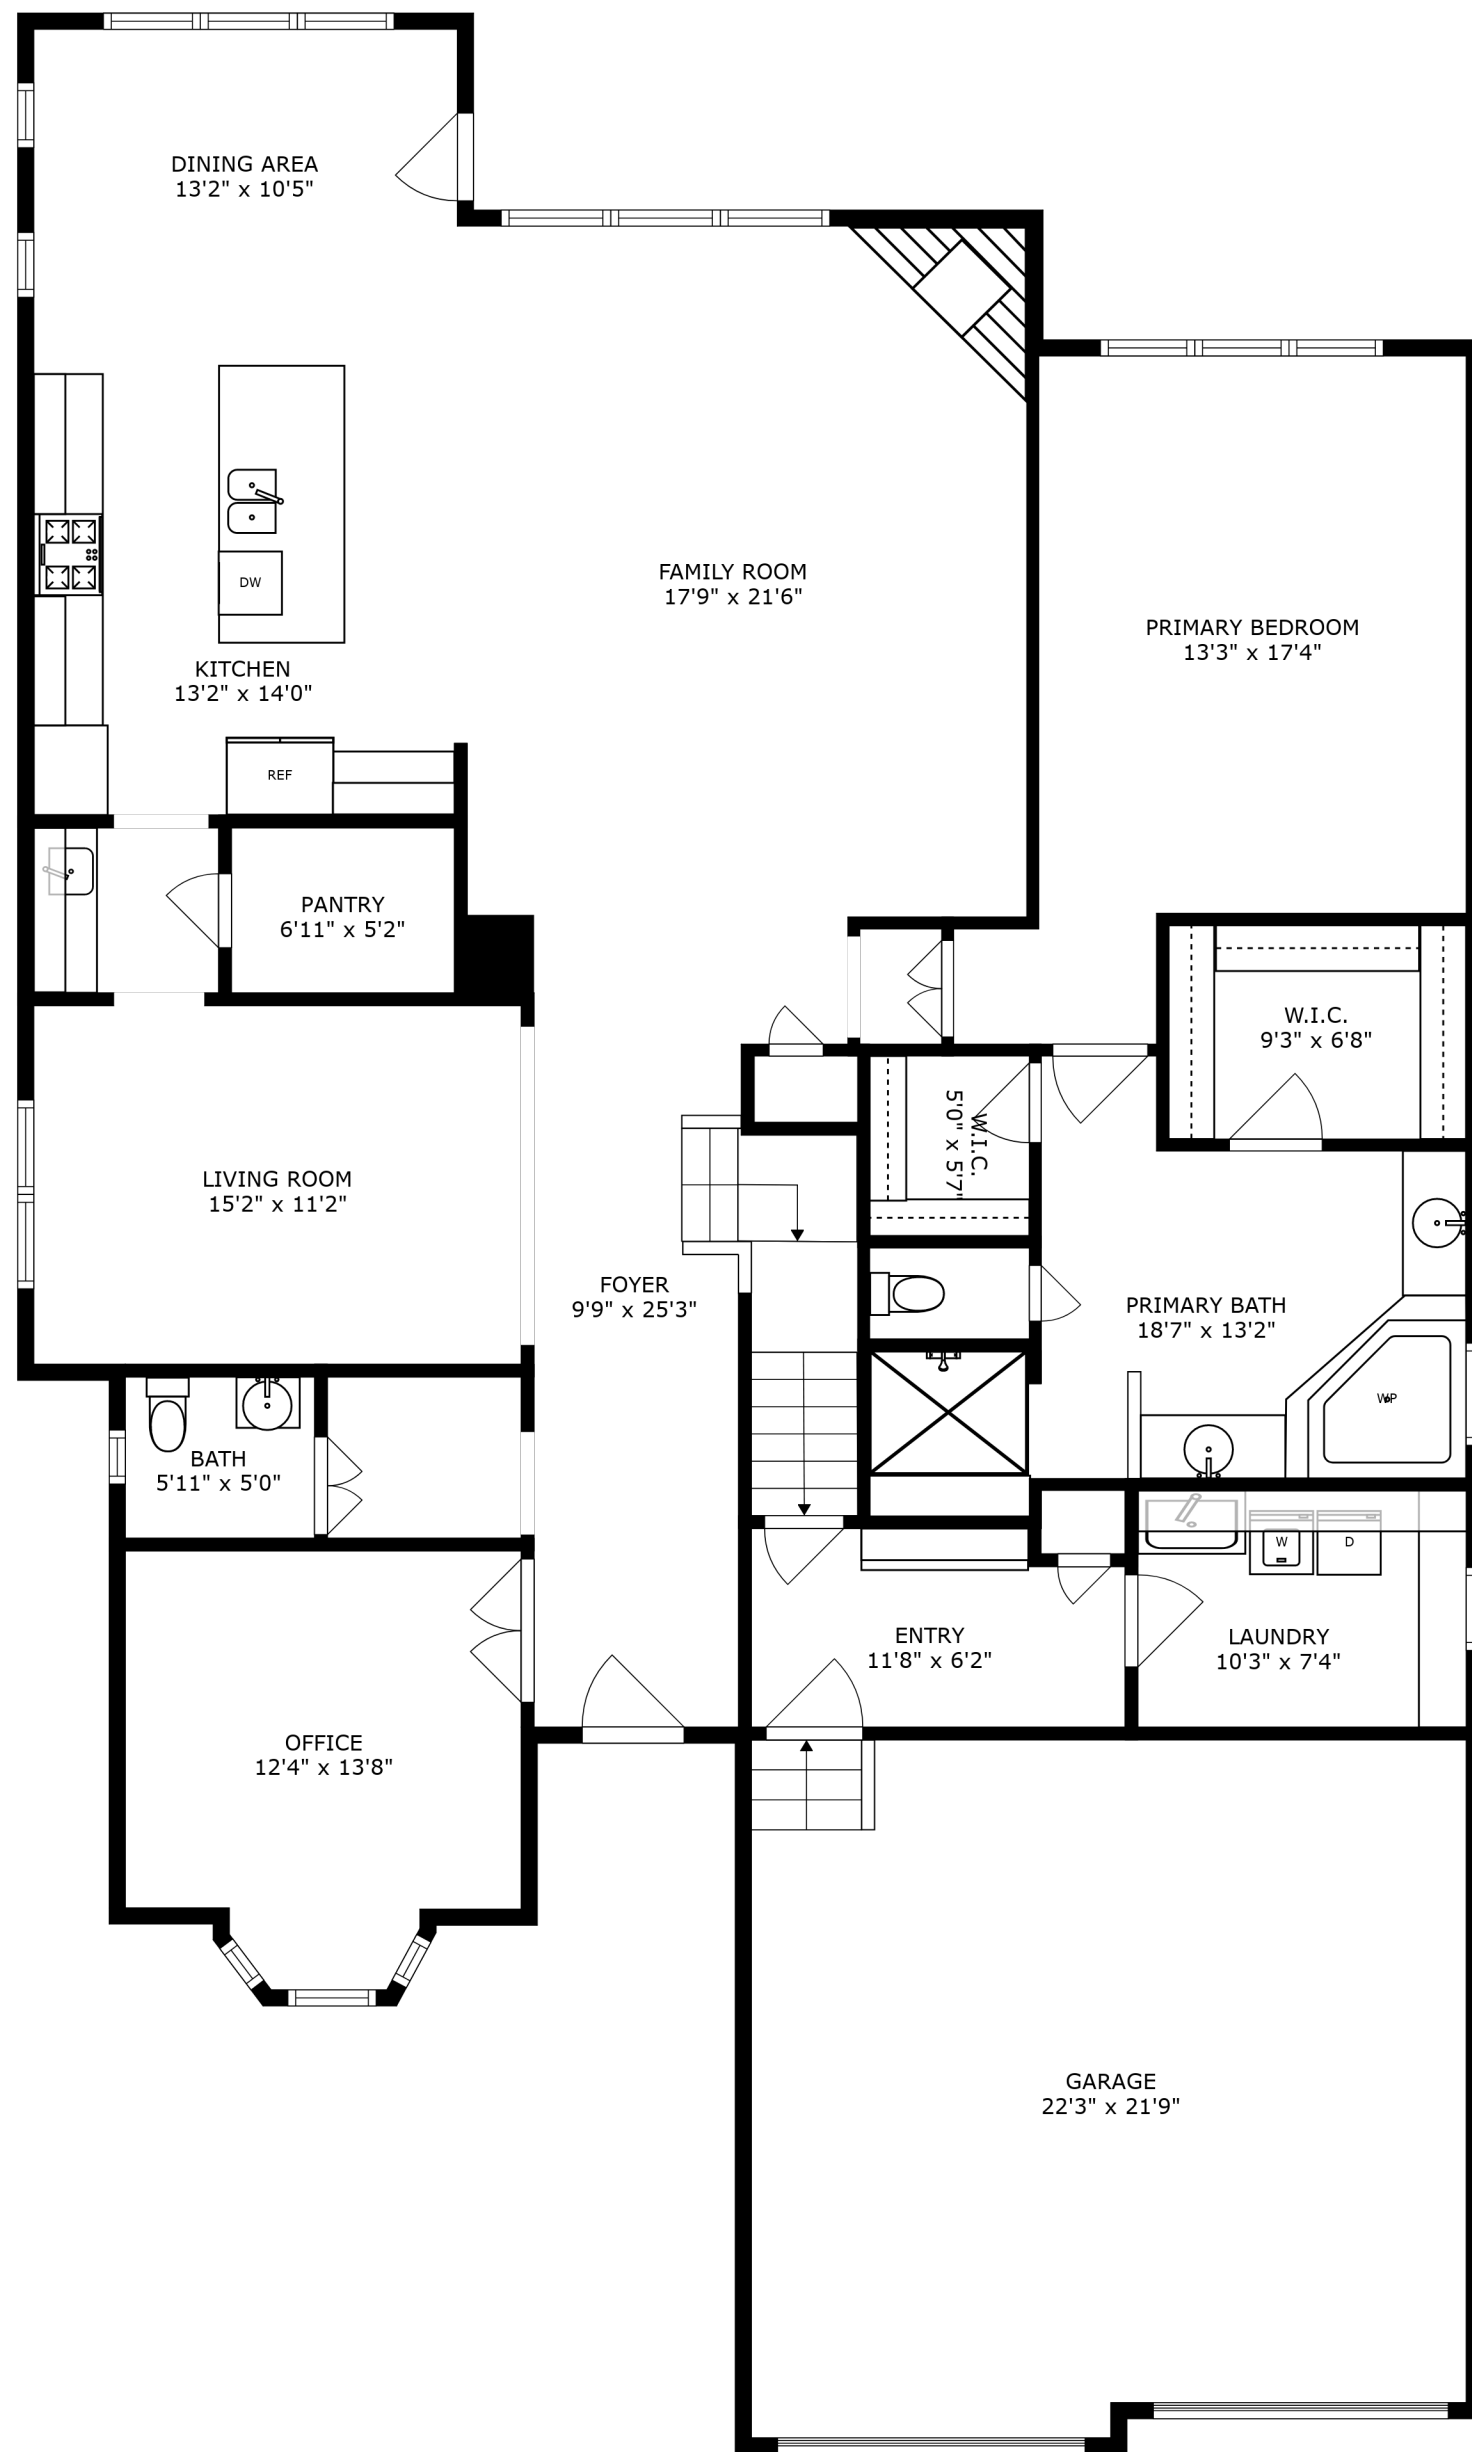 DINING AREA
13'2" x 10'5"
FAMILY ROOM
17'9" x 21'6"
DW
PRIMARY BEDROOM
13'3" x 17'4"
KITCHEN
13'2" x 14'0"
REF
PANTRY
6'11" x 5'2"
W.I.C.
9'3" x 6'8"
W.I.C.
5'0" x 5'7"
LIVING ROOM
15'2" x 11'2"
FOYER
9'9" x 25'3"
PRIMARY BATH
18'7" x 13'2"
WP
BATH
5'11" x 5'0"
W
D
ENTRY
11'8" x 6'2"
LAUNDRY
10'3" x 7'4"
OFFICE
12'4" x 13'8"
GARAGE
22'3" x 21'9"